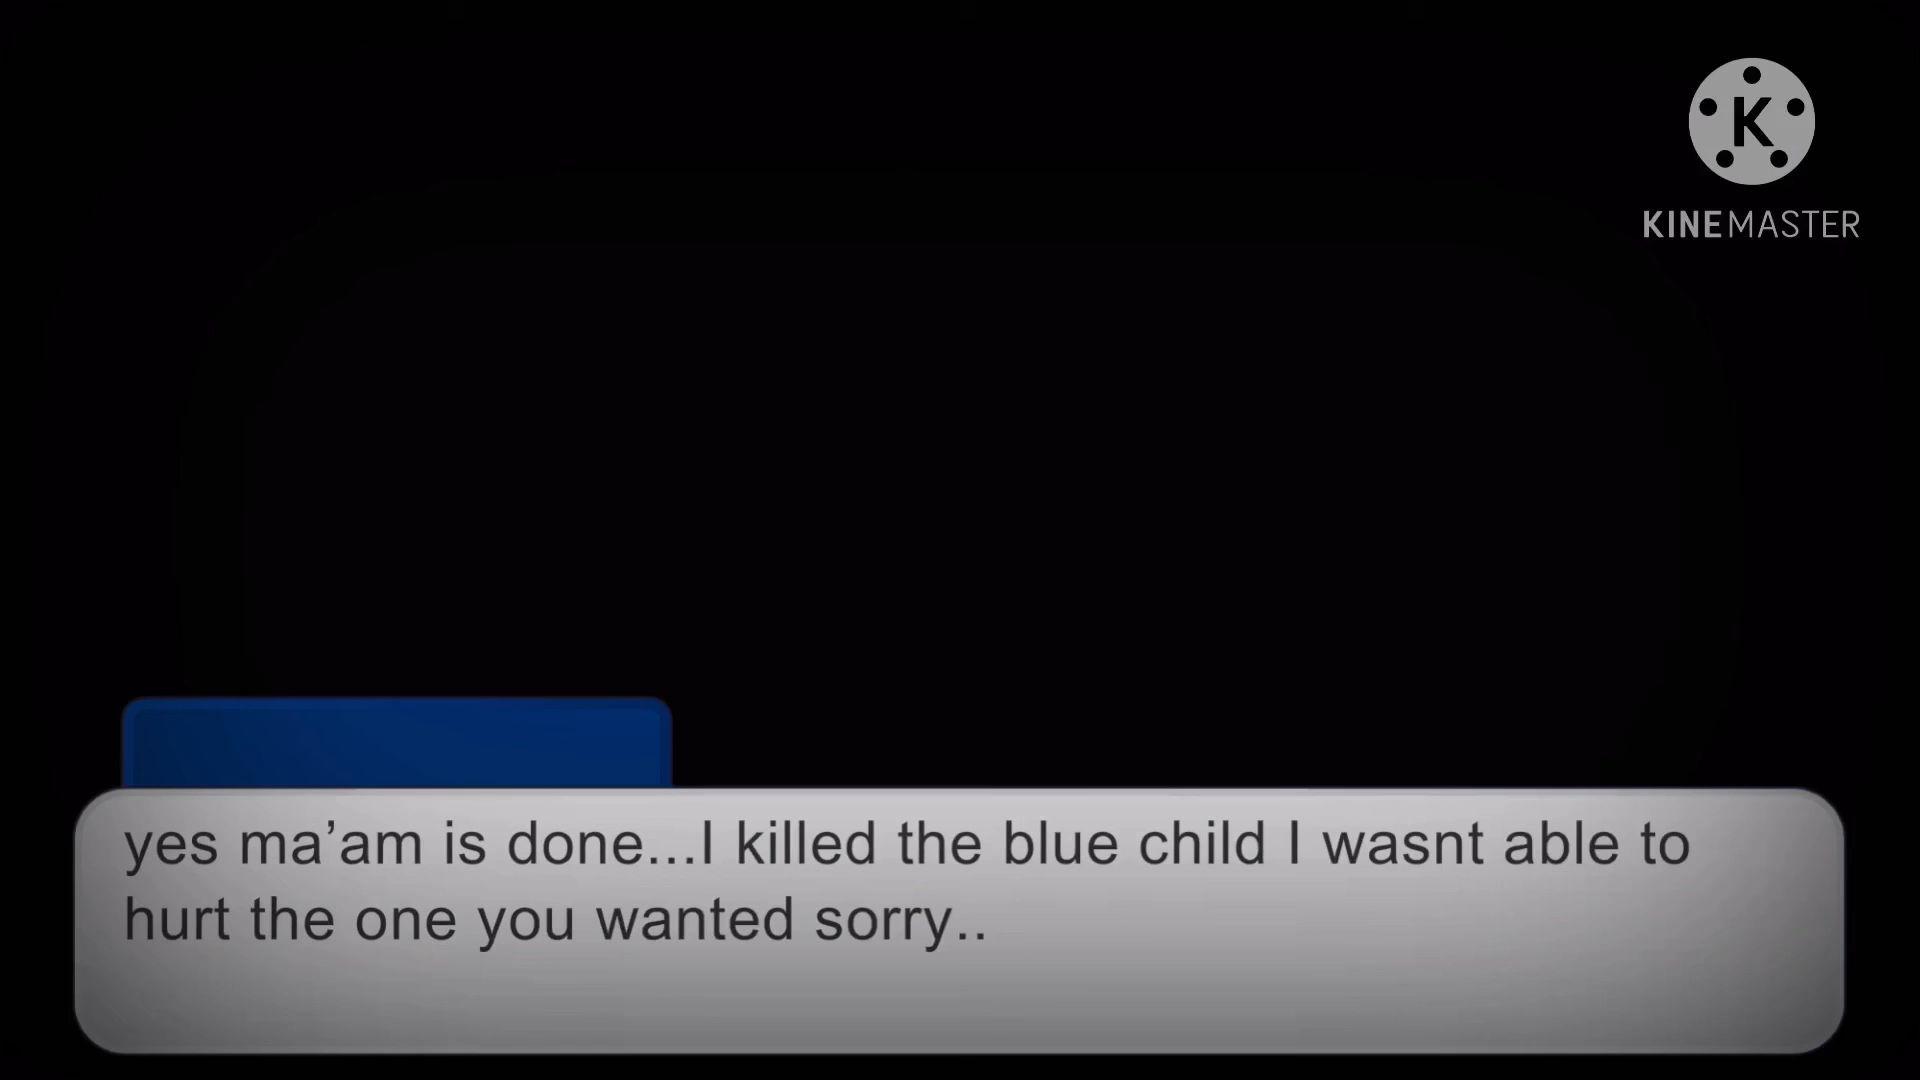 K
KINEMASTER
yes ma’am is done...I killed the blue child I wasnt able to
hurt the one you wanted sorry..